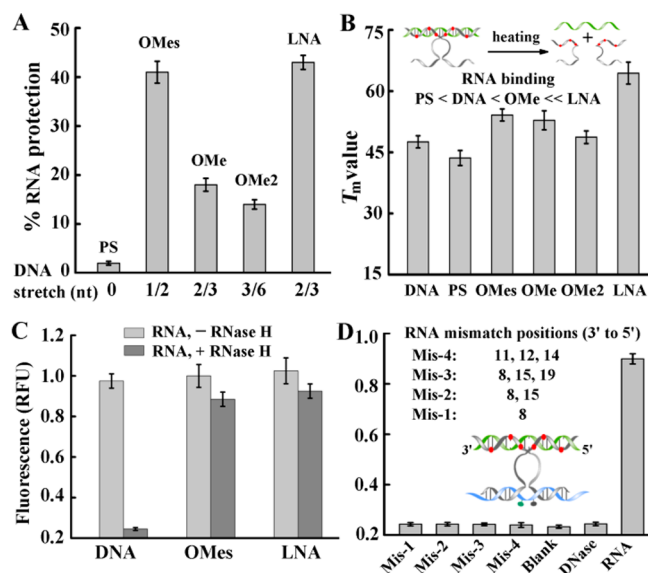 A
% RNA protection
50
40
30
20
10
0
PS
OMes
OMe
OMe2
LNA
DNA
stretch (nt)
0 1/2 2/3 3/6 2/3
B
heating
+
RNA binding
PS < DNA < OMe << LNA
Tm value
75
60
45
30
15
DNA PS OMes OMe OMe2 LNA
C
RNA, − RNase H
RNA, + RNase H
Fluorescence (RFU)
1.2
1.0
0.8
0.6
0.4
0.2
DNA OMes LNA
D
RNA mismatch positions (3' to 5')
Mis-4: 11, 12, 14
Mis-3: 8, 15, 19
Mis-2: 8, 15
Mis-1: 8
3' 5'
1.0
0.8
0.6
0.4
0.2
Mis-1 Mis-2 Mis-3 Mis-4 Blank DNase RNA